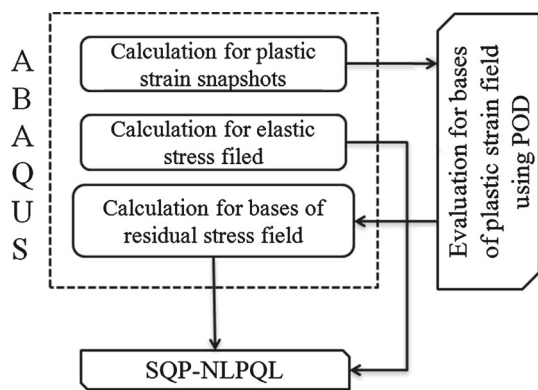 ABAQUS
Calculation for plastic
strain snapshots
Calculation for elastic
stress filed
Calculation for bases of
residual stress field
Evaluation for bases
of plastic strain field
using POD
SQP-NLPQL